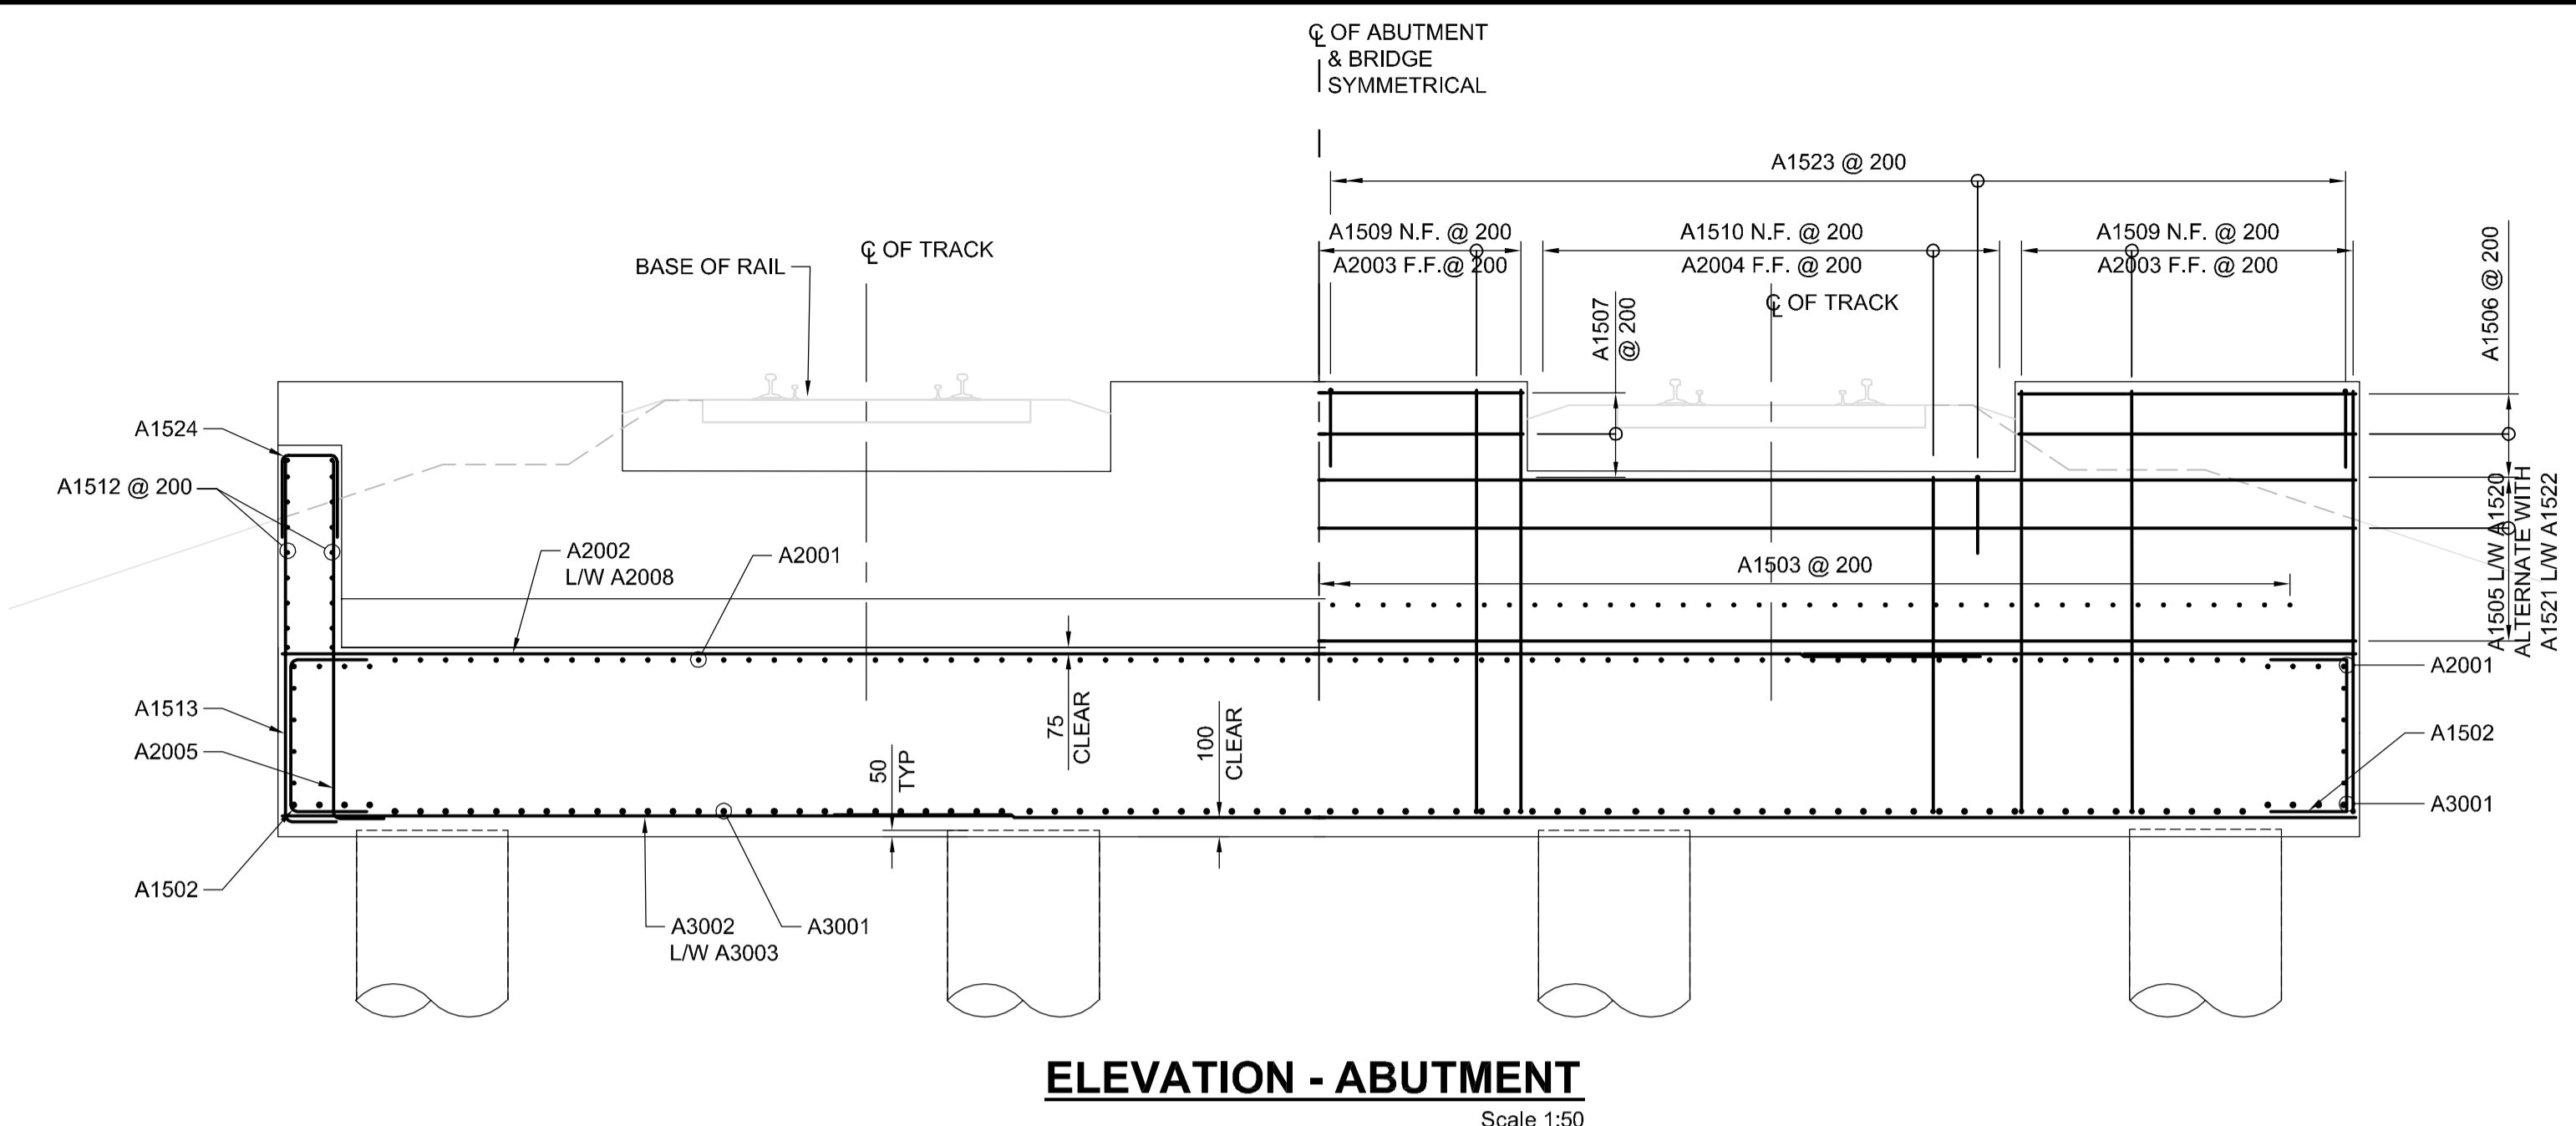 ℄ OF ABUTMENT
& BRIDGE
SYMMETRICAL
A1523 @ 200
A1509 N.F. @ 200
A2003 F.F.@ 200
A1510 N.F. @ 200
A2004 F.F. @ 200
A1509 N.F. @ 200
A2003 F.F. @ 200
A1506 @ 200
BASE OF RAIL
℄ OF TRACK
A1507
@ 200
℄ OF TRACK
A1524
A1512 @ 200
A2002
L/W A2008
A2001
A1503 @ 200
A1505 L/W A1520
ALTERNATE WITH
A1521 L/W A1522
A2001
A1513
A2005
75
CLEAR
100
CLEAR
50
TYP
A1502
A3001
A1502
A3002
L/W A3003
A3001
ELEVATION - ABUTMENT
Scale 1:50